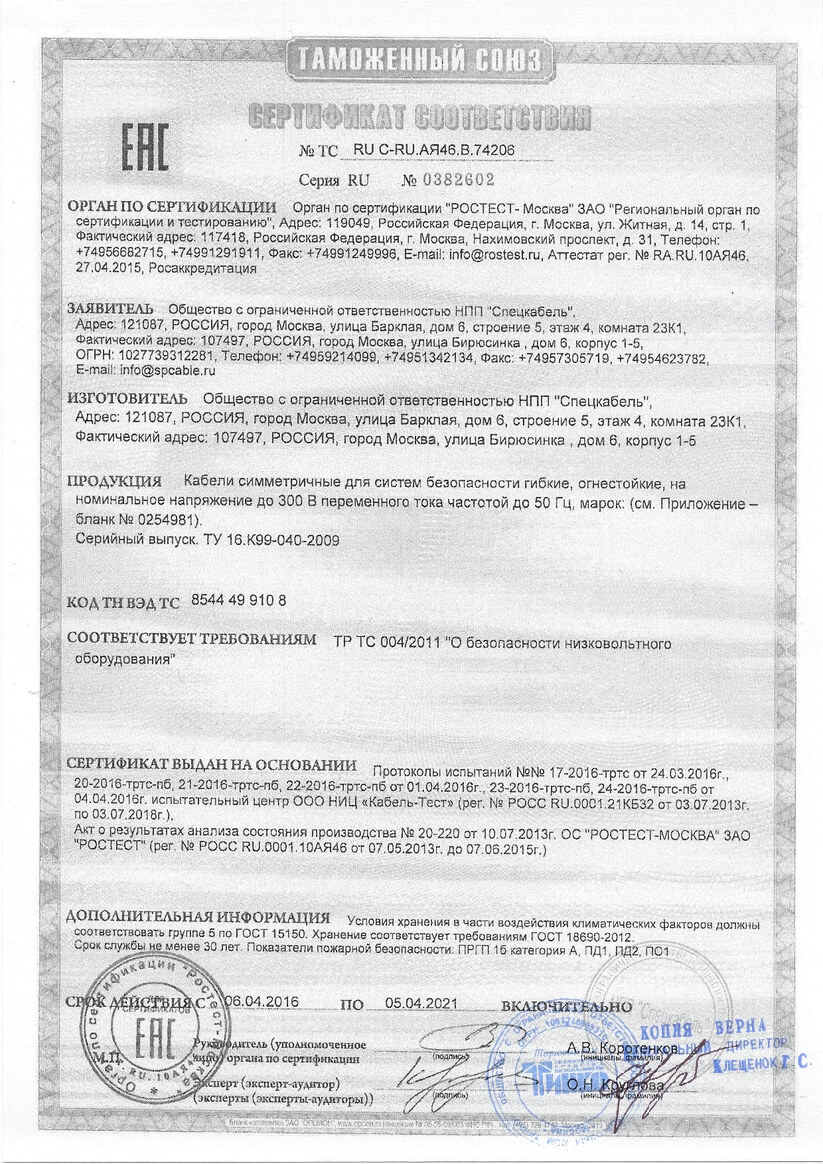 ТАМОЖЕННЫЙ СОЮЗ
СЕРТИФИКАТ СООТВЕТСТВИЯ
ЕАС
№ ТС RU C-RU.АЯ46.В.74206
Серия RU № 0382602
ОРГАН ПО СЕРТИФИКАЦИИ Орган по сертификации "РОСТЕСТ- Москва" ЗАО "Региональный орган по
сертификации и тестированию", Адрес: 119049, Российская Федерация, г. Москва, ул. Житная, д. 14, стр. 1,
Фактический адрес: 117418, Российская Федерация, г. Москва, Нахимовский проспект, д. 31, Телефон:
+74956682715, +74991291911, Факс: +74991249996, E-mail: info@rostest.ru, Аттестат рег. № RA.RU.10АЯ46,
27.04.2015, Росаккредитация
ЗАЯВИТЕЛЬ Общество с ограниченной ответственностью НПП "Спецкабель",
Адрес: 121087, РОССИЯ, город Москва, улица Барклая, дом 6, строение 5, этаж 4, комната 23К1,
Фактический адрес: 107497, РОССИЯ, город Москва, улица Бирюсинка , дом 6, корпус 1-5,
ОГРН: 1027739312281, Телефон: +74959214099, +74951342134, Факс: +74957305719, +74954623782,
E-mail: info@spcable.ru
ИЗГОТОВИТЕЛЬ Общество с ограниченной ответственностью НПП "Спецкабель",
Адрес: 121087, РОССИЯ, город Москва, улица Барклая, дом 6, строение 5, этаж 4, комната 23К1,
Фактический адрес: 107497, РОССИЯ, город Москва, улица Бирюсинка , дом 6, корпус 1-5
ПРОДУКЦИЯ Кабели симметричные для систем безопасности гибкие, огнестойкие, на
номинальное напряжение до 300 В переменного тока частотой до 50 Гц, марок: (см. Приложение –
бланк № 0254981).
Серийный выпуск. ТУ 16.К99-040-2009
КОД ТН ВЭД ТС 8544 49 910 8
СООТВЕТСТВУЕТ ТРЕБОВАНИЯМ ТР ТС 004/2011 "О безопасности низковольтного
оборудования"
СЕРТИФИКАТ ВЫДАН НА ОСНОВАНИИ Протоколы испытаний №№ 17-2016-тртс от 24.03.2016г.,
20-2016-тртс-пб, 21-2016-тртс-пб, 22-2016-тртс-пб от 01.04.2016г., 23-2016-тртс-пб, 24-2016-тртс-пб от
04.04.2016г. испытательный центр ООО НИЦ «Кабель-Тест» (рег. № РОСС RU.0001.21КБ32 от 03.07.2013г.
по 03.07.2018г.),
Акт о результатах анализа состояния производства № 20-220 от 10.07.2013г. ОС "РОСТЕСТ-МОСКВА" ЗАО
"РОСТЕСТ" (рег. № РОСС RU.0001.10АЯ46 от 07.05.2013г. до 07.06.2015г.)
ДОПОЛНИТЕЛЬНАЯ ИНФОРМАЦИЯ Условия хранения в части воздействия климатических факторов должны
соответствовать группе 5 по ГОСТ 15150. Хранение соответствует требованиям ГОСТ 18690-2012.
Срок службы не менее 30 лет. Показатели пожарной безопасности: ПРГП 1б категория А, ПД1, ПД2, ПО1
СРОК ДЕЙСТВИЯ С 06.04.2016 ПО 05.04.2021 ВКЛЮЧИТЕЛЬНО
КОПИЯ ВЕРНА
ДИРЕКТОР
КЛЕЩЕНОК Г.С.
Орган по сертификации "Ростест-Москва"
СЕРТИФИКАТОВ
ЕАС
RU.10АЯ46
М.П.
Руководитель (уполномоченное
лицо) органа по сертификации
(подпись)
А.В. Коротенков
(инициалы, фамилия)
Эксперт (эксперт-аудитор)
(эксперты (эксперты-аудиторы))
(подпись)
О.Н. Круглова